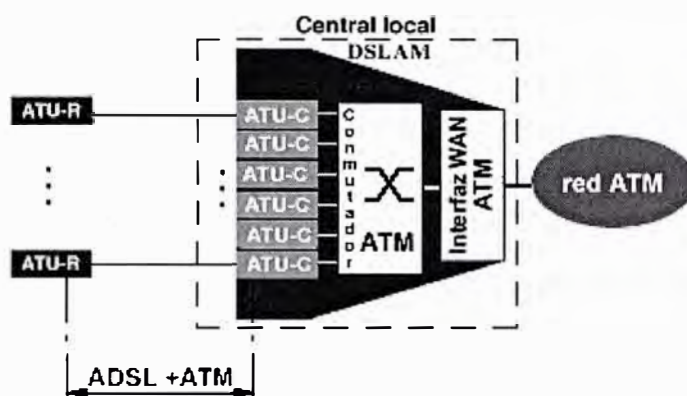 Central local
DSLAM
ATU-R
ATU-C
ATU-C
ATU-C
ATU-C
ATU-C
ATU-C
ATU-R
Conmutador
ATM
Interfaz WAN
ATM
red ATM
ADSL +ATM